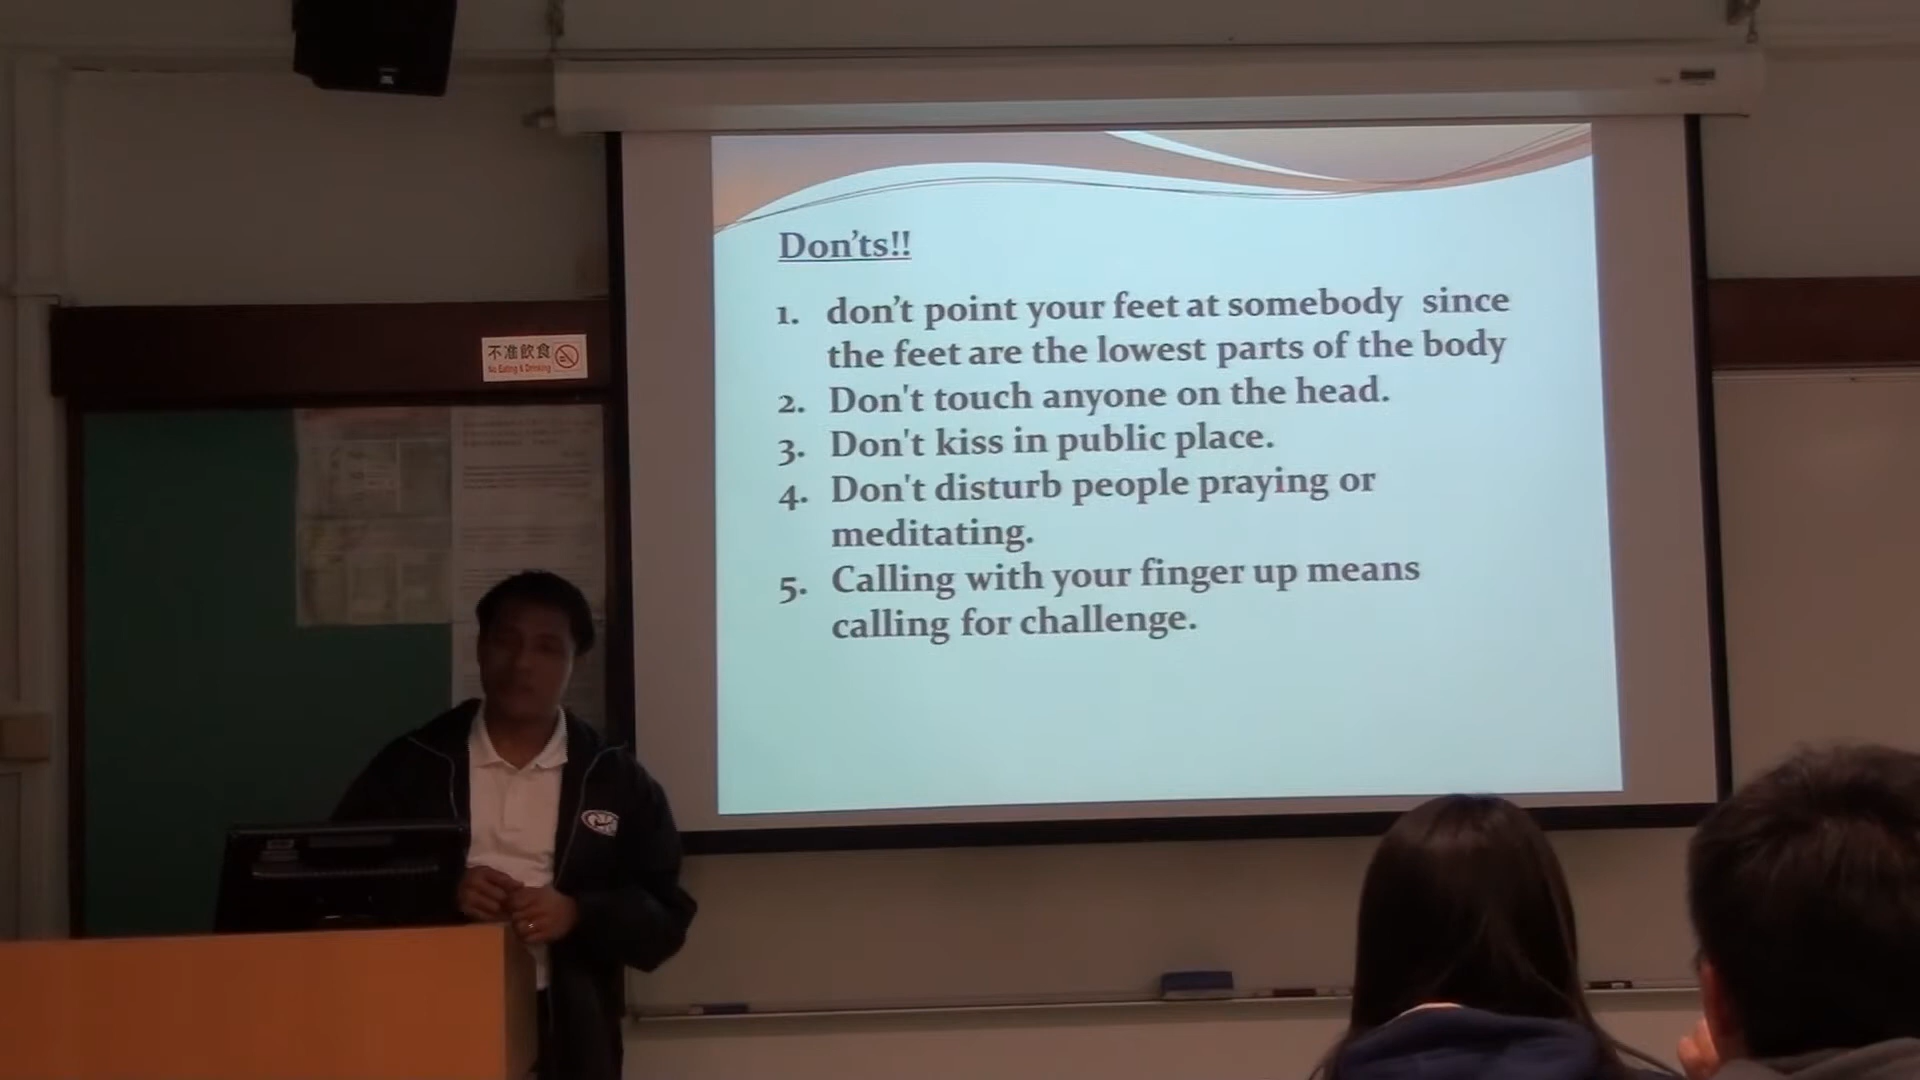 Don'ts!!
1. don't point your feet at somebody since
the feet are the lowest parts of the body
2. Don't touch anyone on the head.
3. Don't kiss in public place.
4. Don't disturb people praying or
meditating.
5. Calling with your finger up means
calling for challenge.
不准飲食
No Eating & Drinking